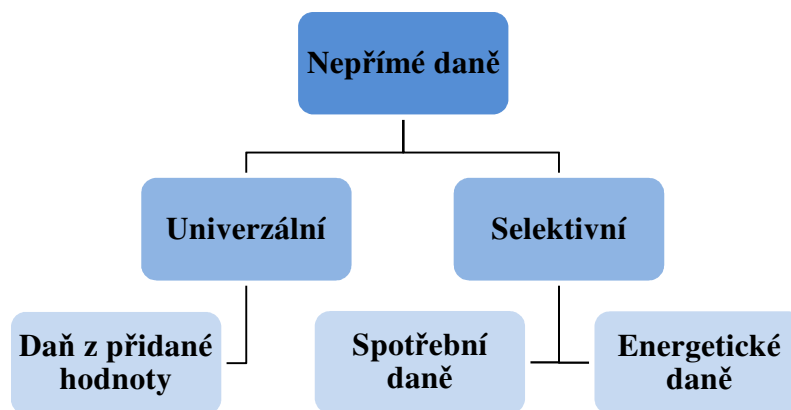 Nepřímé daně
Univerzální
Selektivní
Daň z přidané
hodnoty
Spotřební
daně
Energetické
daně